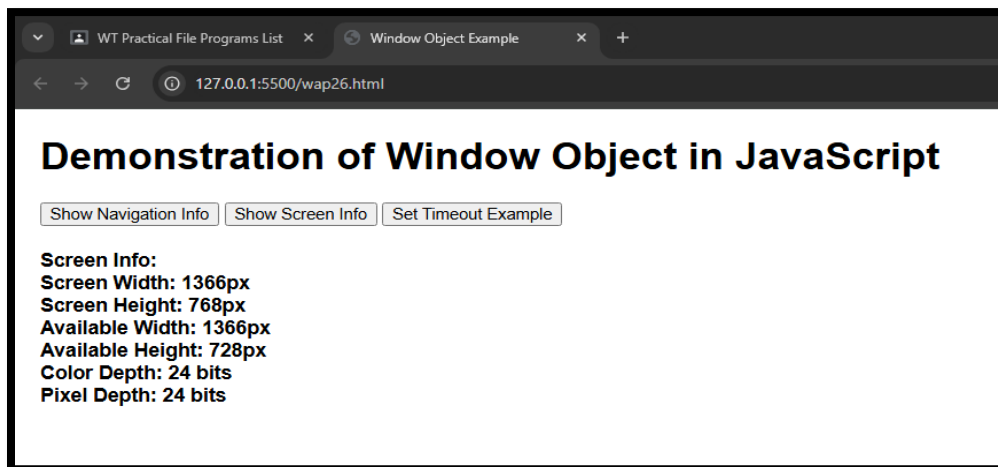 WT Practical File Programs List
Window Object Example
127.0.0.1:5500/wap26.html
Demonstration of Window Object in JavaScript
Show Navigation Info Show Screen Info Set Timeout Example
Screen Info:
Screen Width: 1366px
Screen Height: 768px
Available Width: 1366px
Available Height: 728px
Color Depth: 24 bits
Pixel Depth: 24 bits